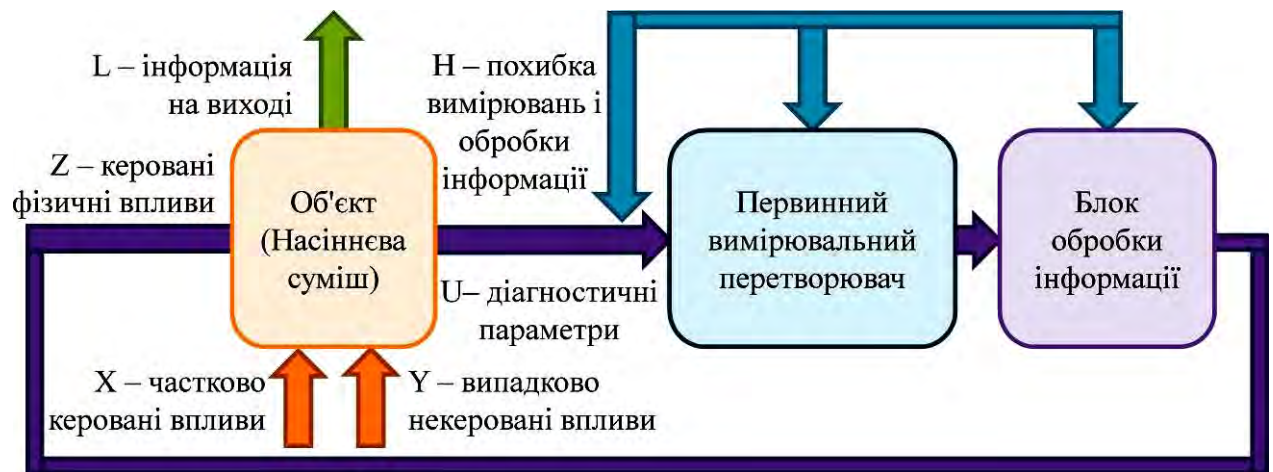 L – інформація
на виході
H – похибка
вимірювань і
обробки
інформації
Z – керовані
фізичні впливи
Об'єкт
(Насіннєва
суміш)
Первинний
вимірювальний
перетворювач
Блок
обробки
інформації
U– діагностичні
параметри
X – частково
керовані впливи
Y – випадково
некеровані впливи